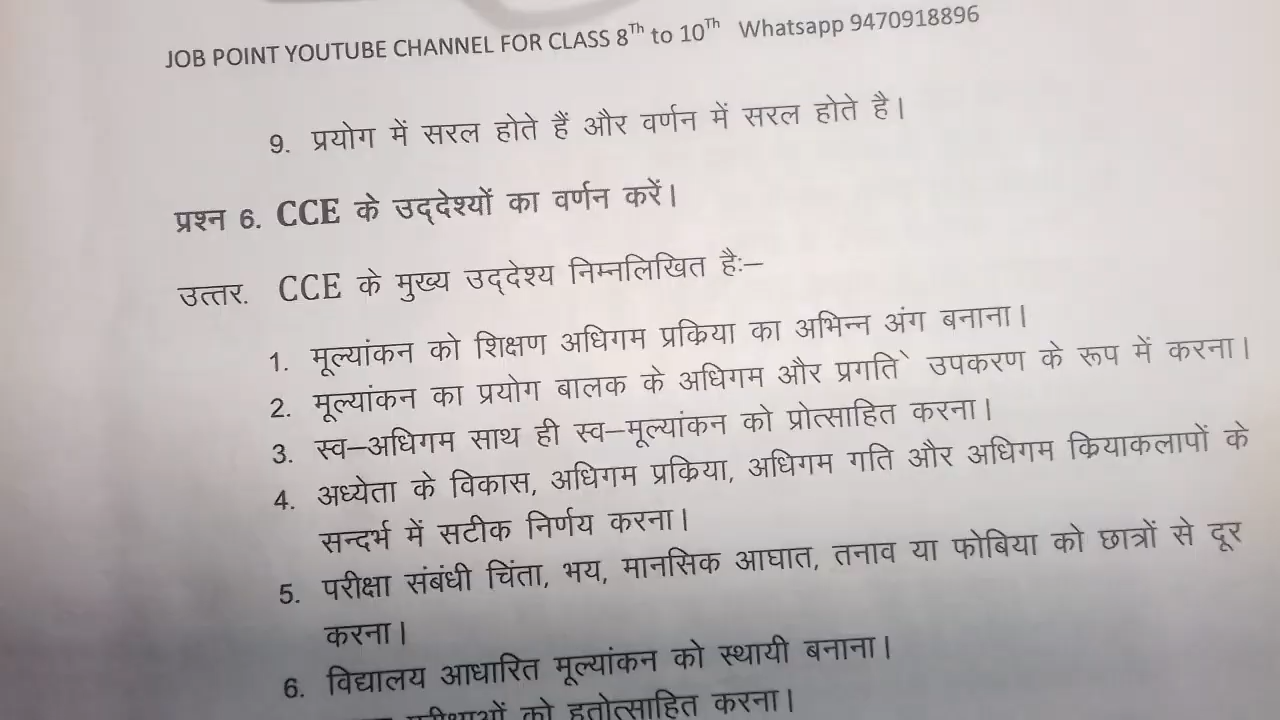 JOB POINT YOUTUBE CHANNEL FOR CLASS 8Th to 10Th Whatsapp 9470918896
9. प्रयोग में सरल होते हैं और वर्णन में सरल होते है।
प्रश्न 6. CCE के उद्देश्यों का वर्णन करें।
उत्तर. CCE के मुख्य उद्देश्य निम्नलिखित हैः–
1. मूल्यांकन को शिक्षण अधिगम प्रकिया का अभिन्न अंग बनाना।
2. मूल्यांकन का प्रयोग बालक के अधिगम और प्रगति` उपकरण के रूप में करना।
3. स्व–अधिगम साथ ही स्व–मूल्यांकन को प्रोत्साहित करना।
4. अध्येता के विकास, अधिगम प्रकिया, अधिगम गति और अधिगम कियाकलापों के
सन्दर्भ में सटीक निर्णय करना।
5. परीक्षा संबंधी चिंता, भय, मानसिक आघात, तनाव या फोबिया को छात्रों से दूर
करना।
6. विद्यालय आधारित मूल्यांकन को स्थायी बनाना।
परीक्षाओं को हतोत्साहित करना।